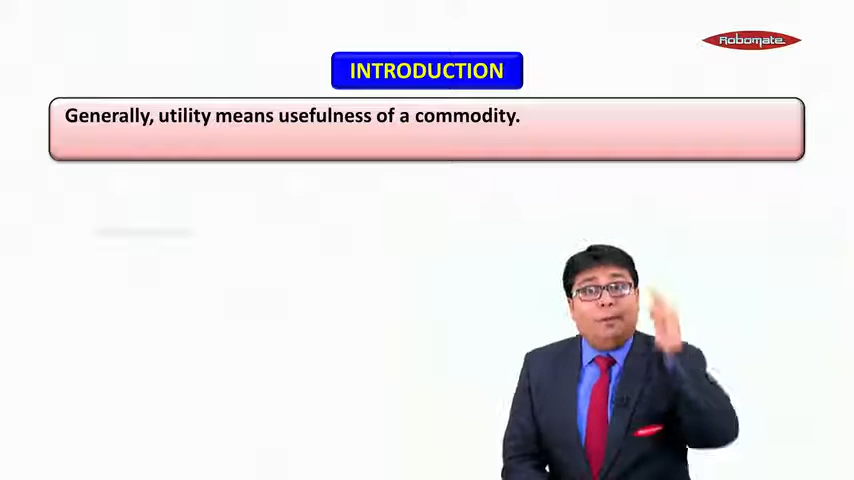 Robomate
INTRODUCTION
Generally, utility means usefulness of a commodity.